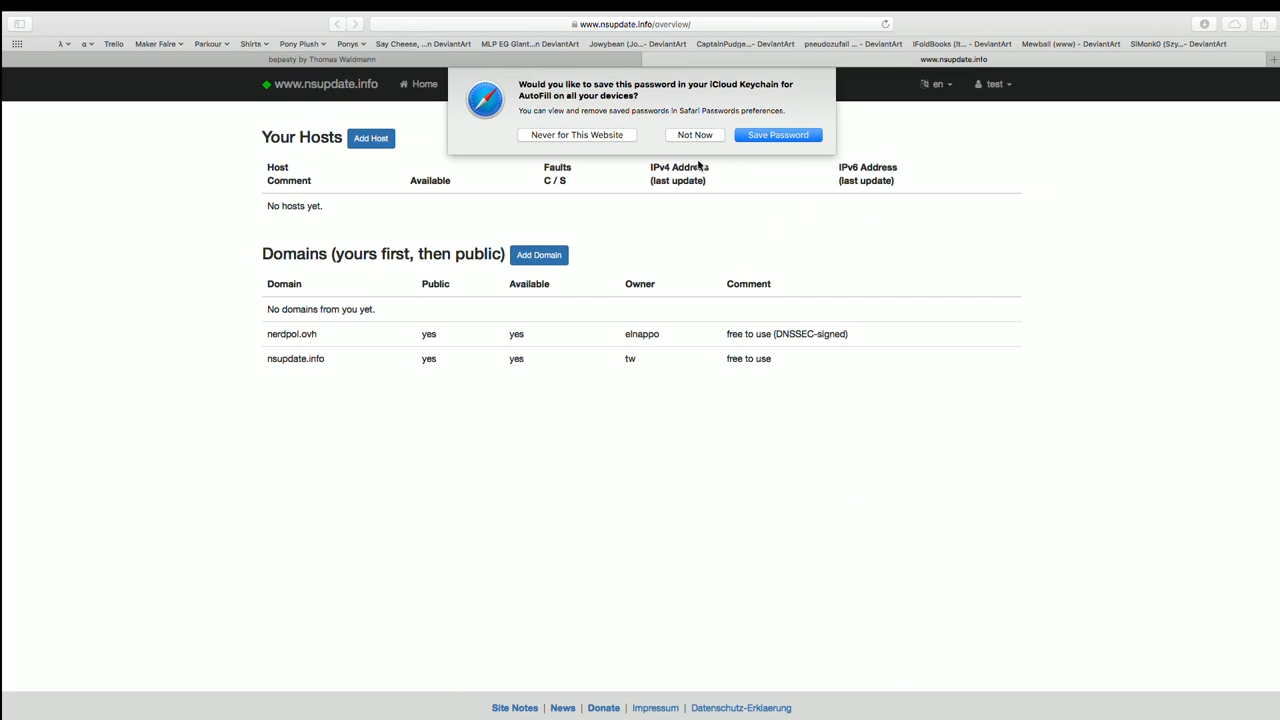 www.nsupdate.info/overview/
λ α Trello Maker Faire Parkour Shirts Pony Plush Ponys Say Cheese, ...n DeviantArt MLP EG Giant...n DeviantArt Jowybean (Jo...- DeviantArt CaptainPudge...- DeviantArt pseudozufall ... - DeviantArt IFoldBooks (It... - DeviantArt Mewball (www) - DeviantArt SiMonk0 (Szy...- DeviantArt
bepasty by Thomas Waldmann www.nsupdate.info
www.nsupdate.info Home en test
Would you like to save this password in your iCloud Keychain for
AutoFill on all your devices?
You can view and remove saved passwords in Safari Passwords preferences.
Never for This Website Not Now Save Password
Your Hosts Add Host
Host Faults IPv4 Address IPv6 Address
Comment Available C / S (last update) (last update)
No hosts yet.
Domains (yours first, then public) Add Domain
Domain Public Available Owner Comment
No domains from you yet.
nerdpol.ovh yes yes elnappo free to use (DNSSEC-signed)
nsupdate.info yes yes tw free to use
Site Notes | News | Donate | Impressum | Datenschutz-Erklaerung